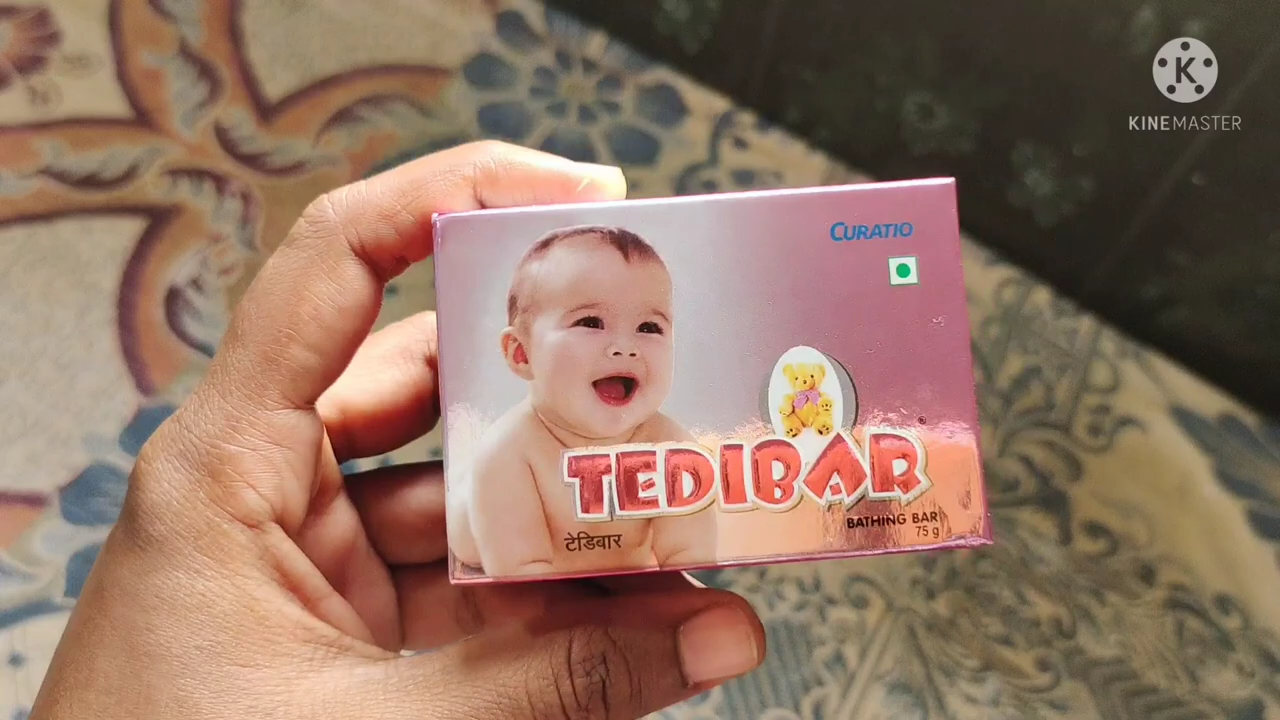 K
KINEMASTER
CURATIO
TEDIBAR
®
BATHING BAR
75 g
टेडिबार